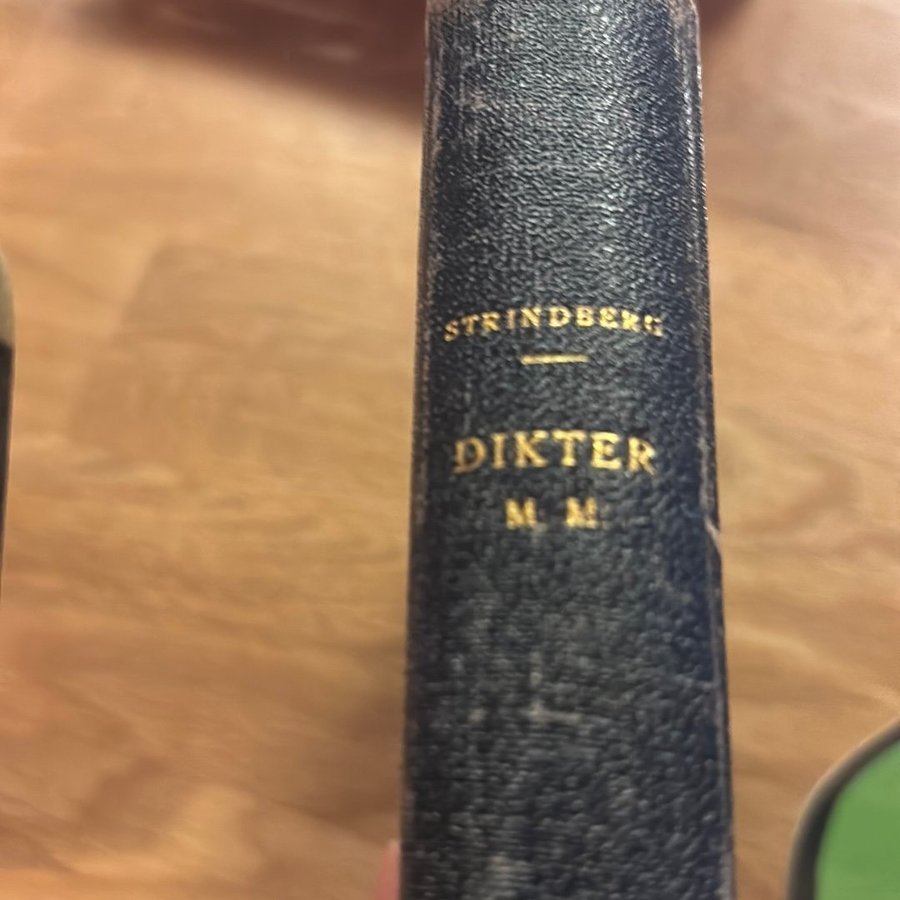 STRINDBERG
DIKTER
M. M.